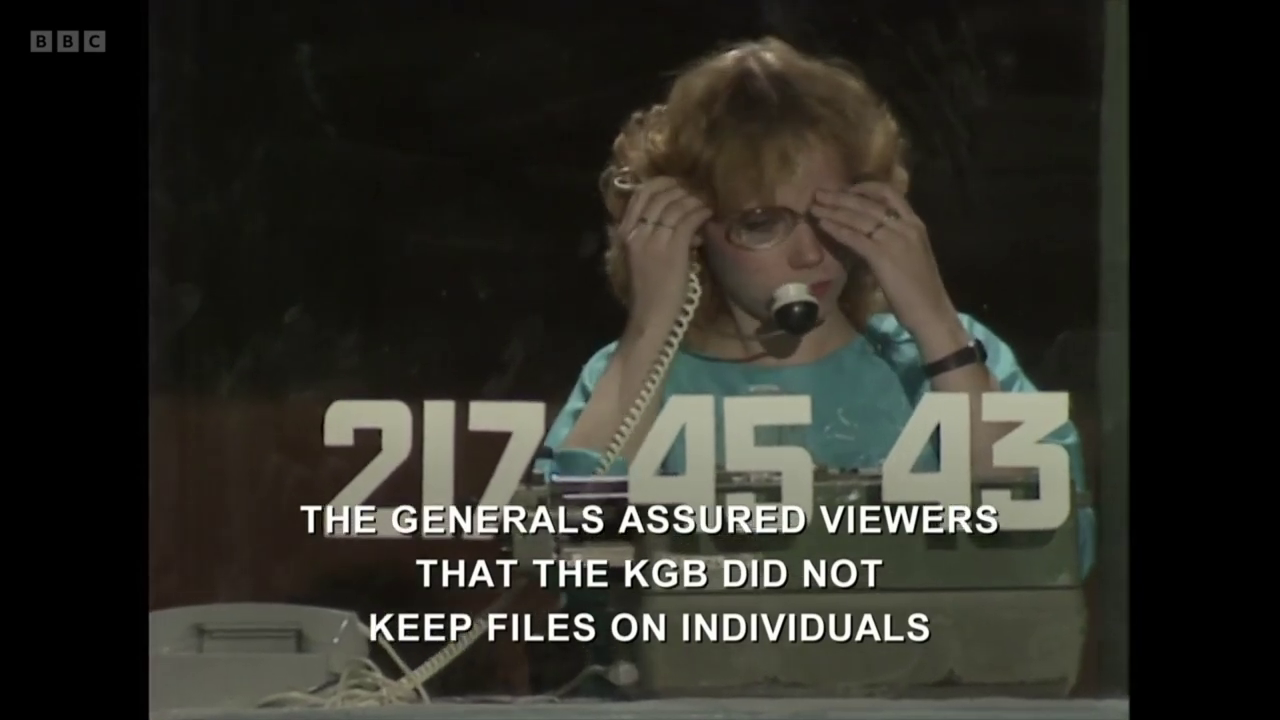 BBC
217 45 43
THE GENERALS ASSURED VIEWERS
THAT THE KGB DID NOT
KEEP FILES ON INDIVIDUALS